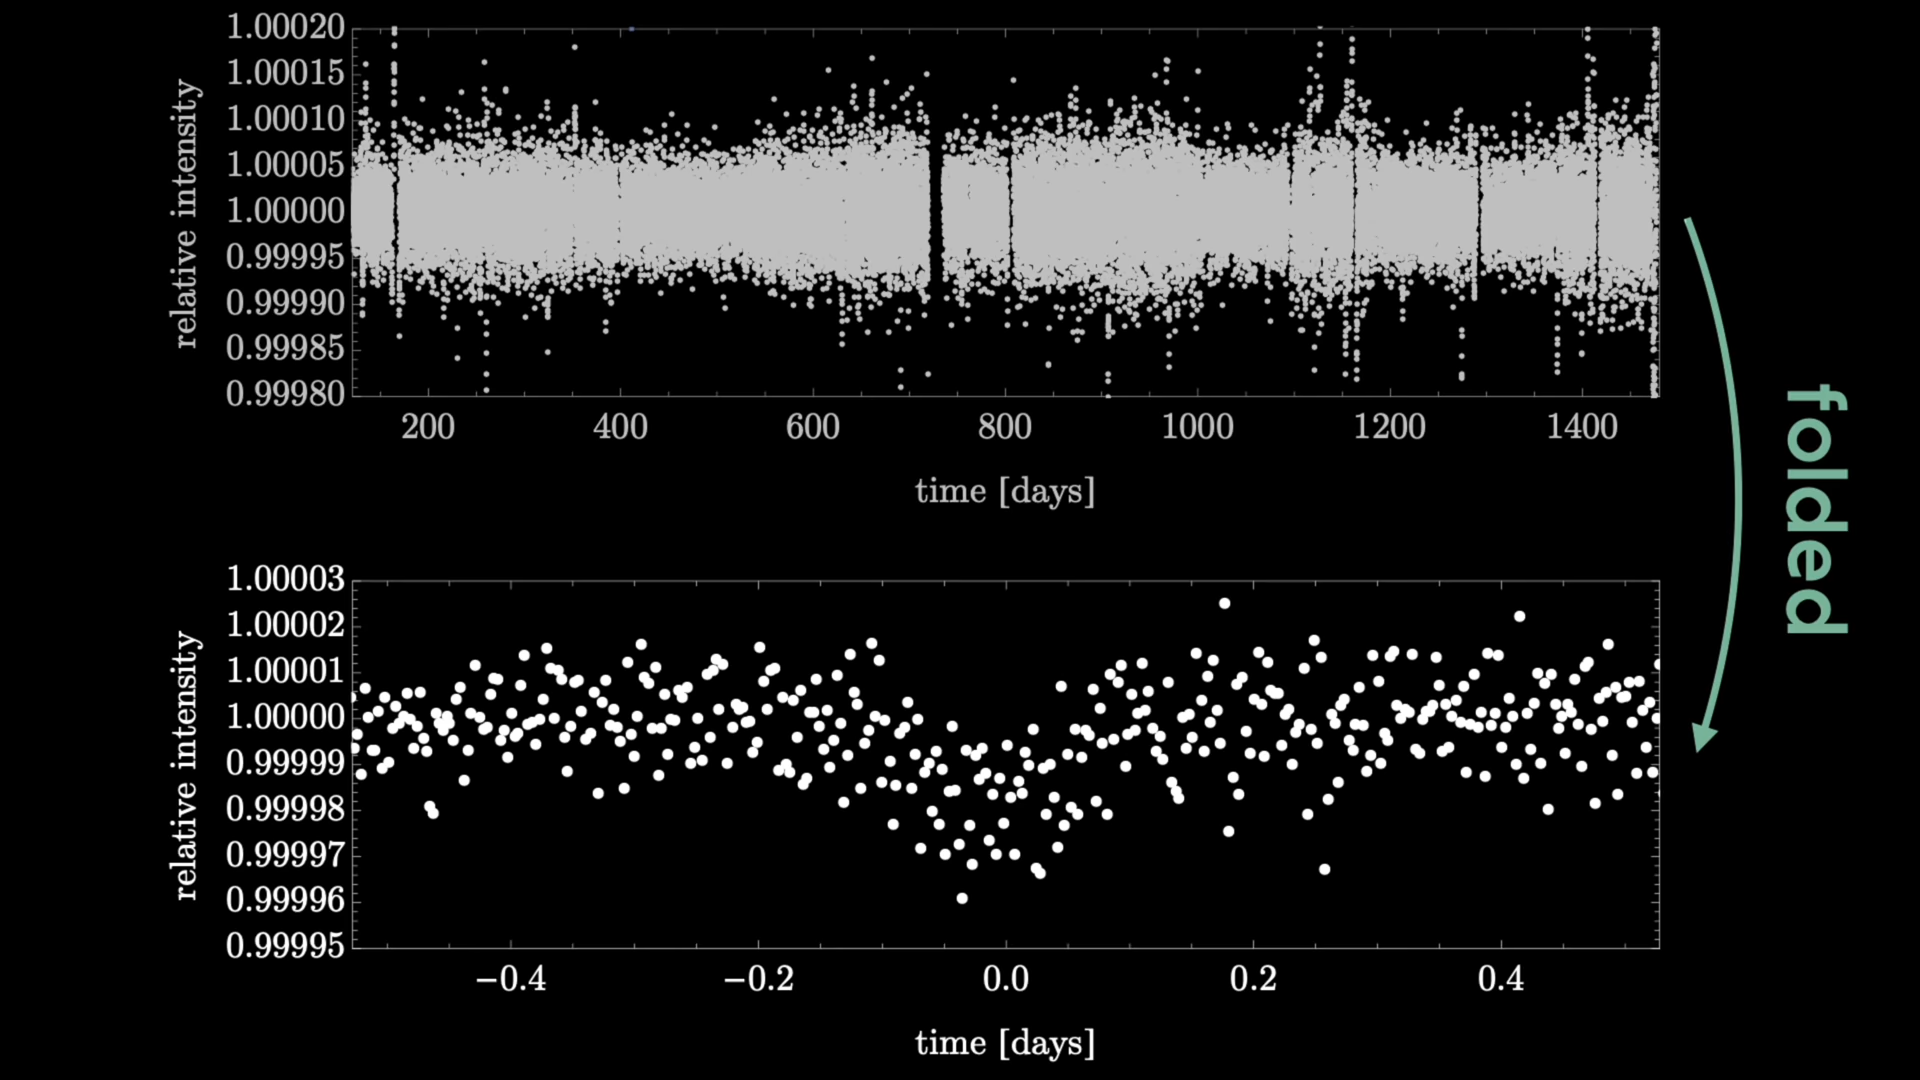 1.00020
1.00015
1.00010
1.00005
1.00000
0.99995
0.99990
0.99985
0.99980
relative intensity
200 400 600 800 1000 1200 1400
time [days]
folded
1.00003
1.00002
1.00001
1.00000
0.99999
0.99998
0.99997
0.99996
0.99995
relative intensity
−0.4 −0.2 0.0 0.2 0.4
time [days]